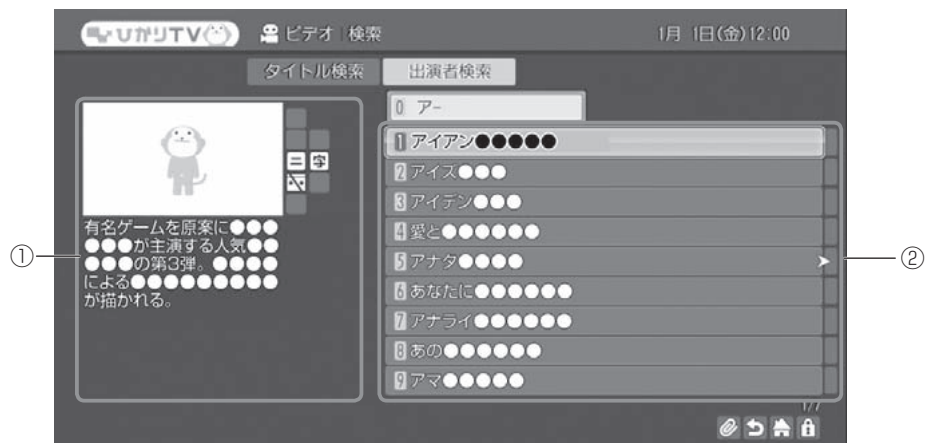 ひかりTV
ビデオ 検索
1月 1日(金)12:00
タイトル検索
出演者検索
0 ア-
1 アイアン●●●●●
2 アイズ●●●
3 アイデン●●●
4 愛と●●●●●●
5 アナタ●●●●
6 あなたに●●●●●●
7 アナライ●●●●●●
8 あの●●●●●●
9 アマ●●●●●
1/7
二 字
有名ゲームを原案に●●●
●●●が主演する人気●●
●●●の第3弾。●●●●
による●●●●●●●●●
が描かれる。
①
②